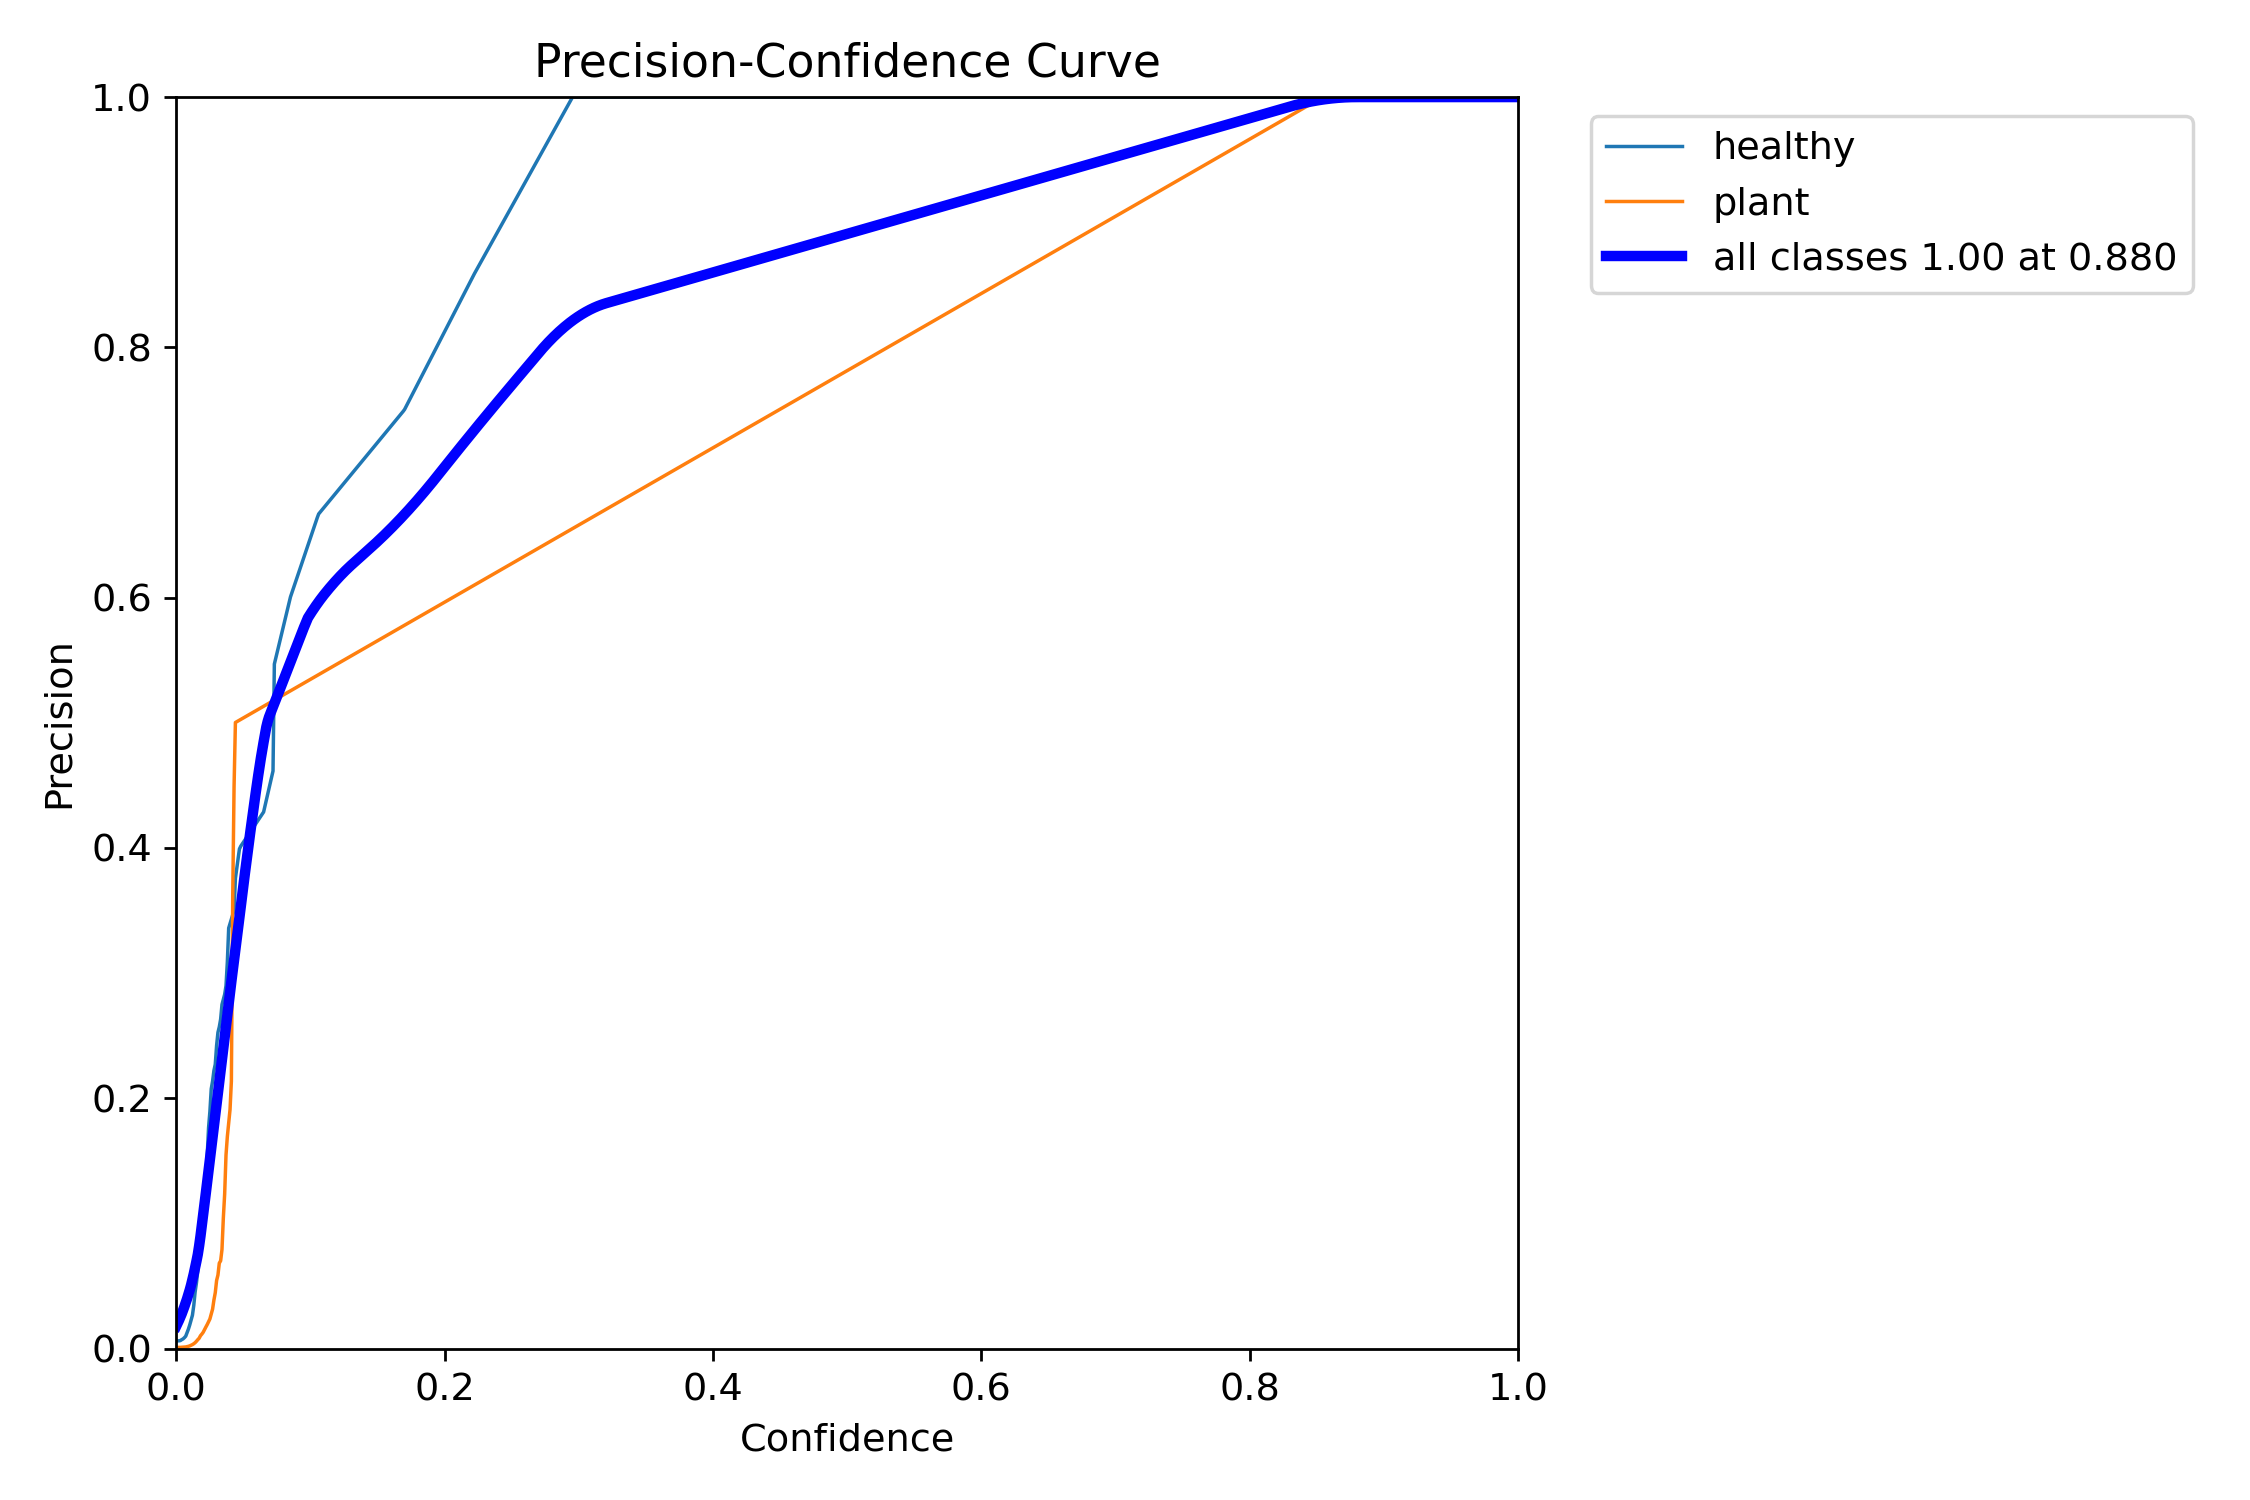 Precision-Confidence Curve
1.0
0.8
0.6
0.4
0.2
0.0
Precision
0.0 0.2 0.4 0.6 0.8 1.0
Confidence
healthy
plant
all classes 1.00 at 0.880